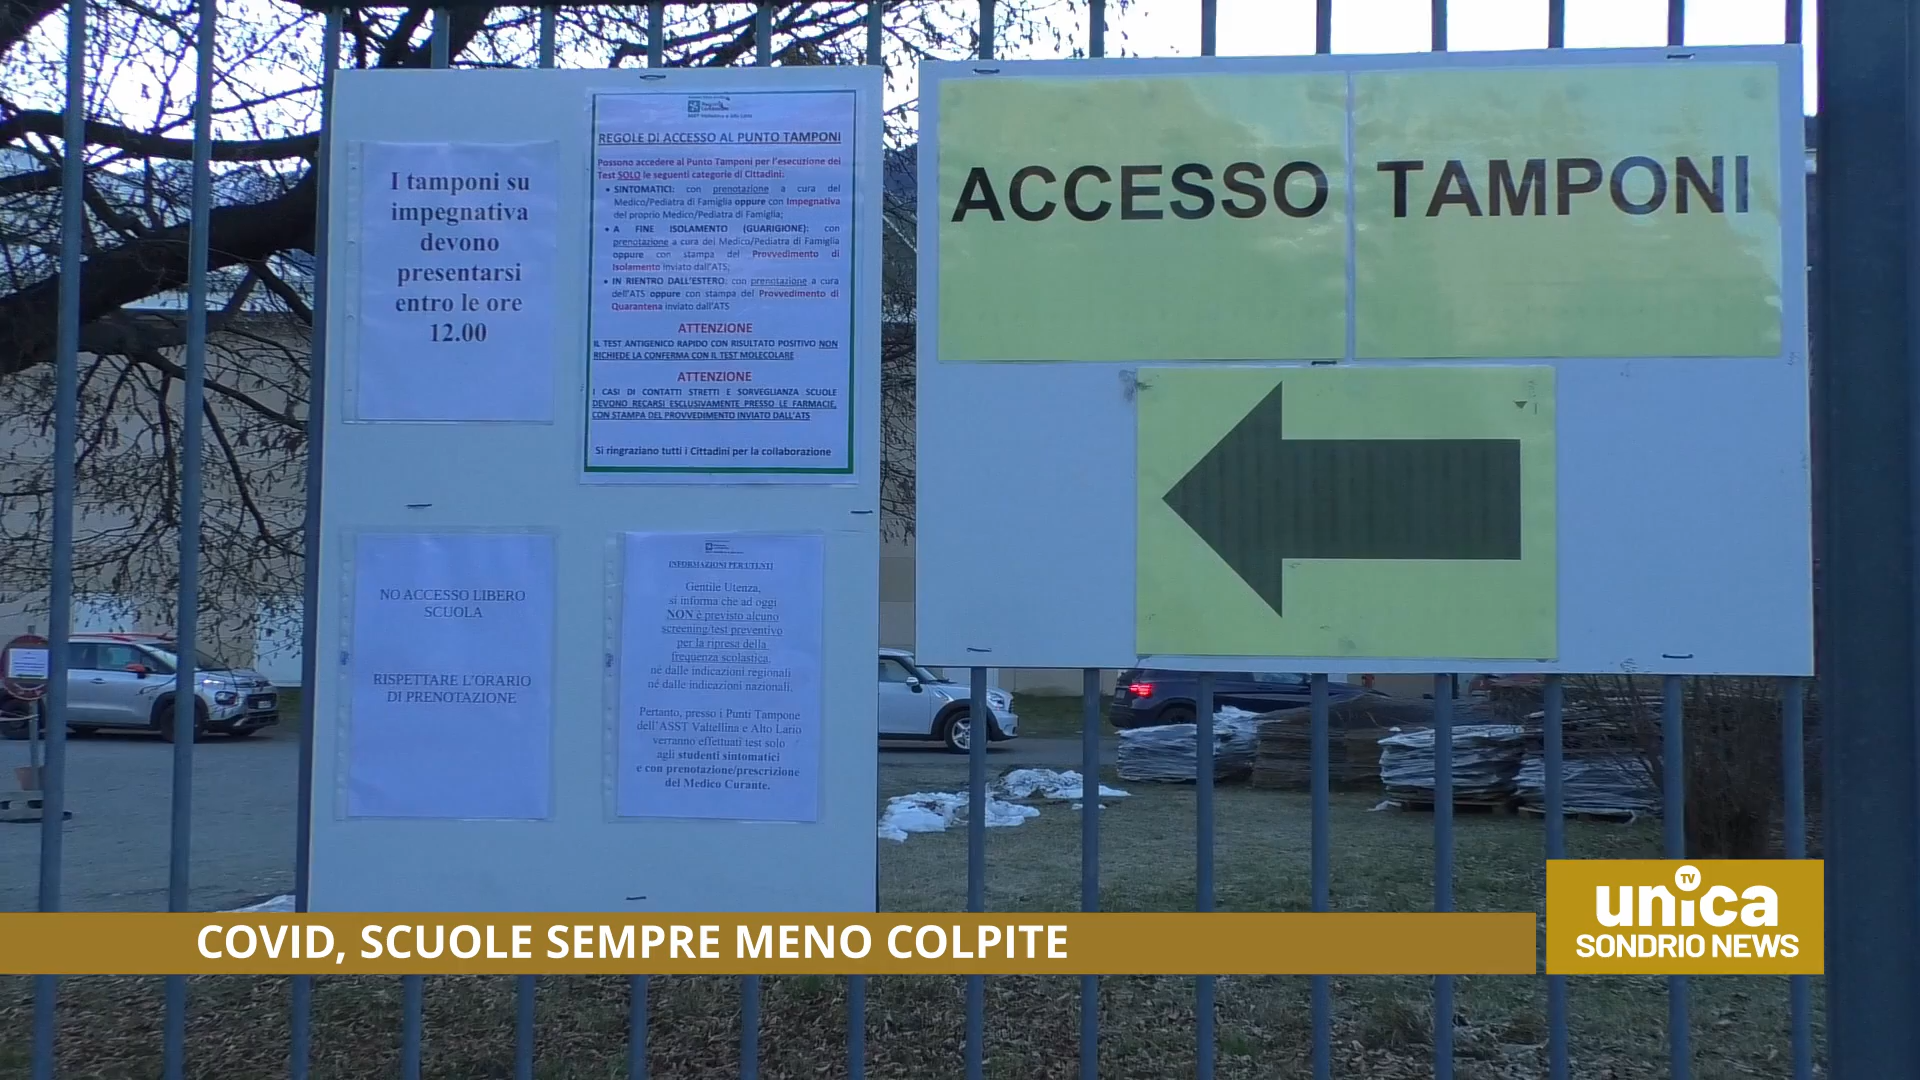 I tamponi su
impegnativa
devono
presentarsi
entro le ore
12.00
REGOLE DI ACCESSO AL PUNTO TAMPONI
Possono accedere al Punto Tamponi per l'esecuzione del
Test SOLO le seguenti categorie di Cittadini:
• SINTOMATICI: con prenotazione a cura del
Medico/Pediatra di Famiglia oppure con Impegnativa
del proprio Medico/Pediatra di Famiglia;
• A FINE ISOLAMENTO (GUARIGIONE): con
prenotazione a cura del Medico/Pediatra di Famiglia
oppure con stampa del Provvedimento di
Isolamento inviato dall'ATS;
• IN RIENTRO DALL'ESTERO: con prenotazione a cura
dell'ATS oppure con stampa del Provvedimento di
Quarantena inviato dall'ATS
ATTENZIONE
IL TEST ANTIGENICO RAPIDO CON RISULTATO POSITIVO NON
RICHIEDE LA CONFERMA CON IL TEST MOLECOLARE
ATTENZIONE
I CASI DI CONTATTI STRETTI E SORVEGLIANZA SCUOLE
DEVONO RECARSI ESCLUSIVAMENTE PRESSO LE FARMACIE,
CON STAMPA DEL PROVVEDIMENTO INVIATO DALL'ATS
Si ringraziano tutti i Cittadini per la collaborazione
NO ACCESSO LIBERO
SCUOLA
RISPETTARE L'ORARIO
DI PRENOTAZIONE
INFORMAZIONI PER UTENTI
Gentile Utenza,
si informa che ad oggi
NON è previsto alcuno
screening/test preventivo
per la ripresa della
frequenza scolastica,
né dalle indicazioni regionali
né dalle indicazioni nazionali.
Pertanto, presso i Punti Tampone
dell'ASST Valtellina e Alto Lario
verranno effettuati test solo
agli studenti sintomatici
e con prenotazione/prescrizione
del Medico Curante.
ACCESSO TAMPONI
COVID, SCUOLE SEMPRE MENO COLPITE
TV
unica
SONDRIO NEWS